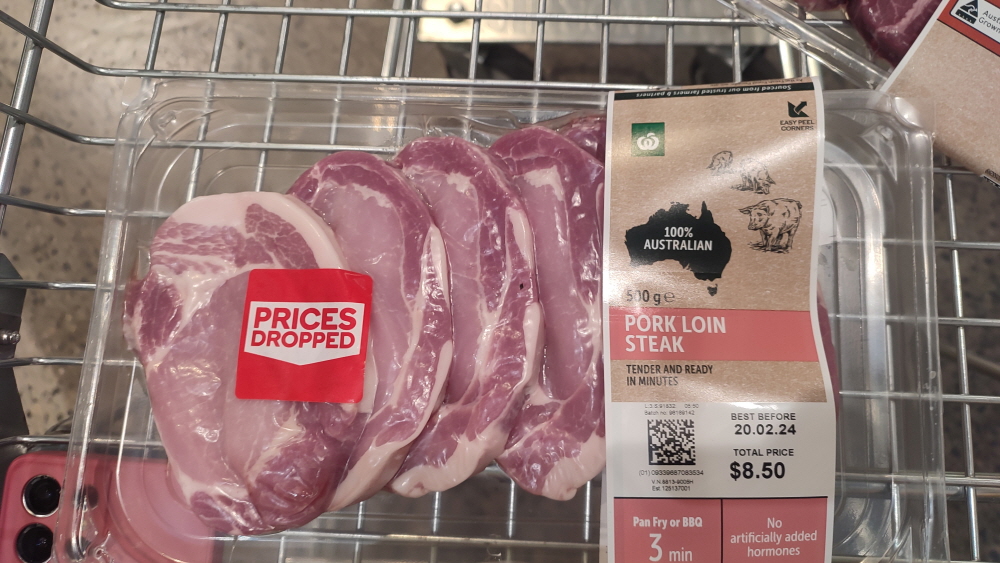 Sourced from our trusted farmers & partners
EASY PEEL
CORNERS
100%
AUSTRALIAN
500 g e
PORK LOIN
STEAK
TENDER AND READY
IN MINUTES
BEST BEFORE
20.02.24
TOTAL PRICE
$8.50
Pan Fry or BBQ
3 min
No
artificially added
hormones
PRICES
DROPPED